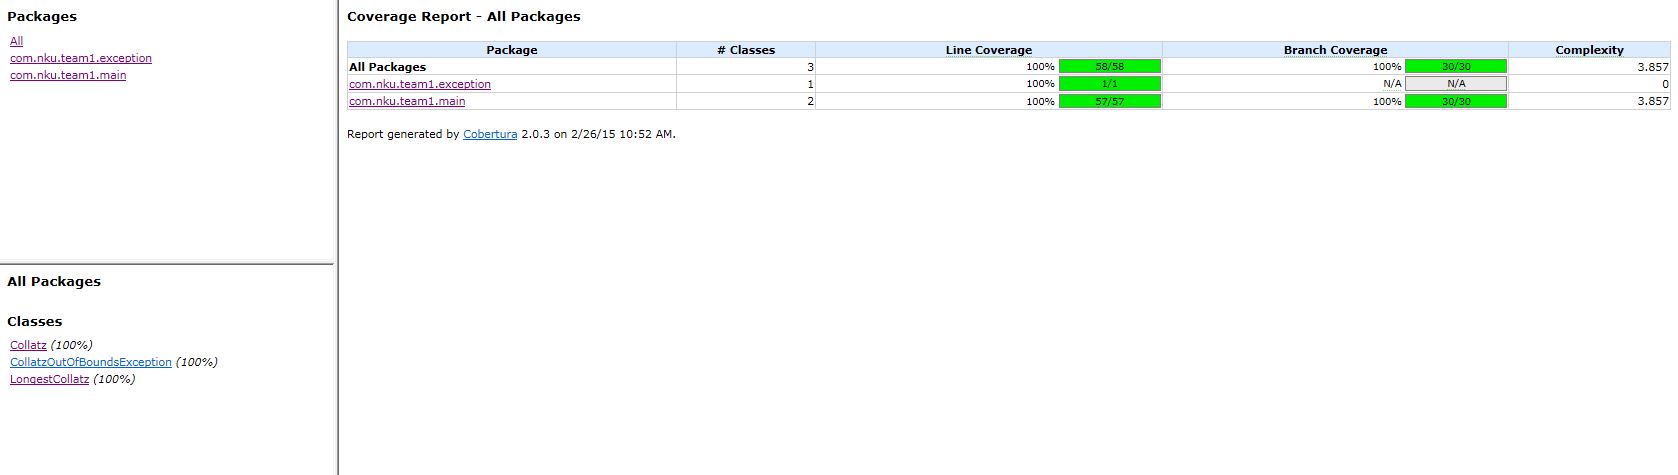 Packages
All
com.nku.team1.exception
com.nku.team1.main
All Packages
Classes
Collatz (100%)
CollatzOutOfBoundsException (100%)
LongestCollatz (100%)
Coverage Report - All Packages
Package # Classes Line Coverage Branch Coverage Complexity
All Packages 3 100% 58/58 100% 30/30 3.857
com.nku.team1.exception 1 100% 1/1 N/A N/A 0
com.nku.team1.main 2 100% 57/57 100% 30/30 3.857
Report generated by Cobertura 2.0.3 on 2/26/15 10:52 AM.